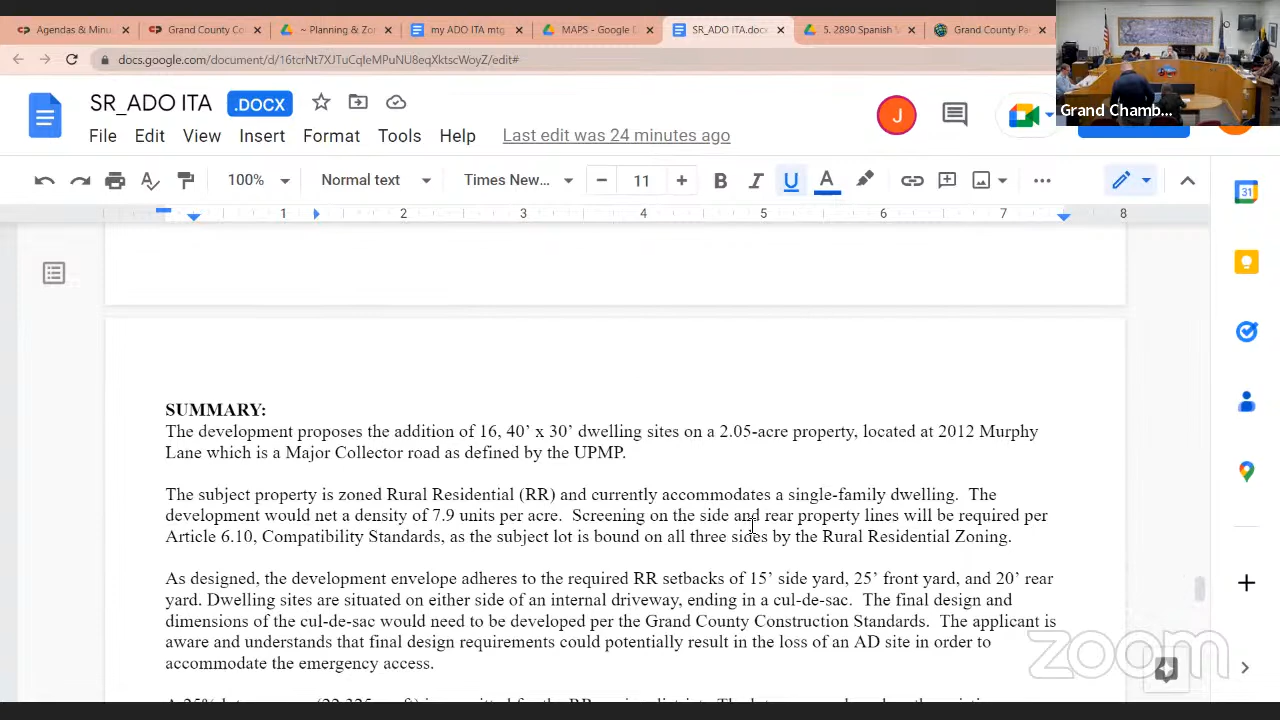 Agendas & Minu
Grand County Co
~ Planning & Zo
my ADO ITA mtg
MAPS - Google D
SR_ADO ITA.docx
5. 2890 Spanish V
Grand County Pa
docs.google.com/document/d/16tcrNt7XJTuCqIeMPuNU8eqXktscWoyZ/edit#
Grand Chamb...
SR_ADO ITA .DOCX
J
File Edit View Insert Format Tools Help Last edit was 24 minutes ago
100% Normal text Times New... 11 B I U A
31
1 2 3 4 5 6 7 8
SUMMARY:
The development proposes the addition of 16, 40’ x 30’ dwelling sites on a 2.05-acre property, located at 2012 Murphy
Lane which is a Major Collector road as defined by the UPMP.
The subject property is zoned Rural Residential (RR) and currently accommodates a single-family dwelling. The
development would net a density of 7.9 units per acre. Screening on the side and rear property lines will be required per
Article 6.10, Compatibility Standards, as the subject lot is bound on all three sides by the Rural Residential Zoning.
As designed, the development envelope adheres to the required RR setbacks of 15’ side yard, 25’ front yard, and 20’ rear
yard. Dwelling sites are situated on either side of an internal driveway, ending in a cul-de-sac. The final design and
dimensions of the cul-de-sac would need to be developed per the Grand County Construction Standards. The applicant is
aware and understands that final design requirements could potentially result in the loss of an AD site in order to
accommodate the emergency access.
zoom